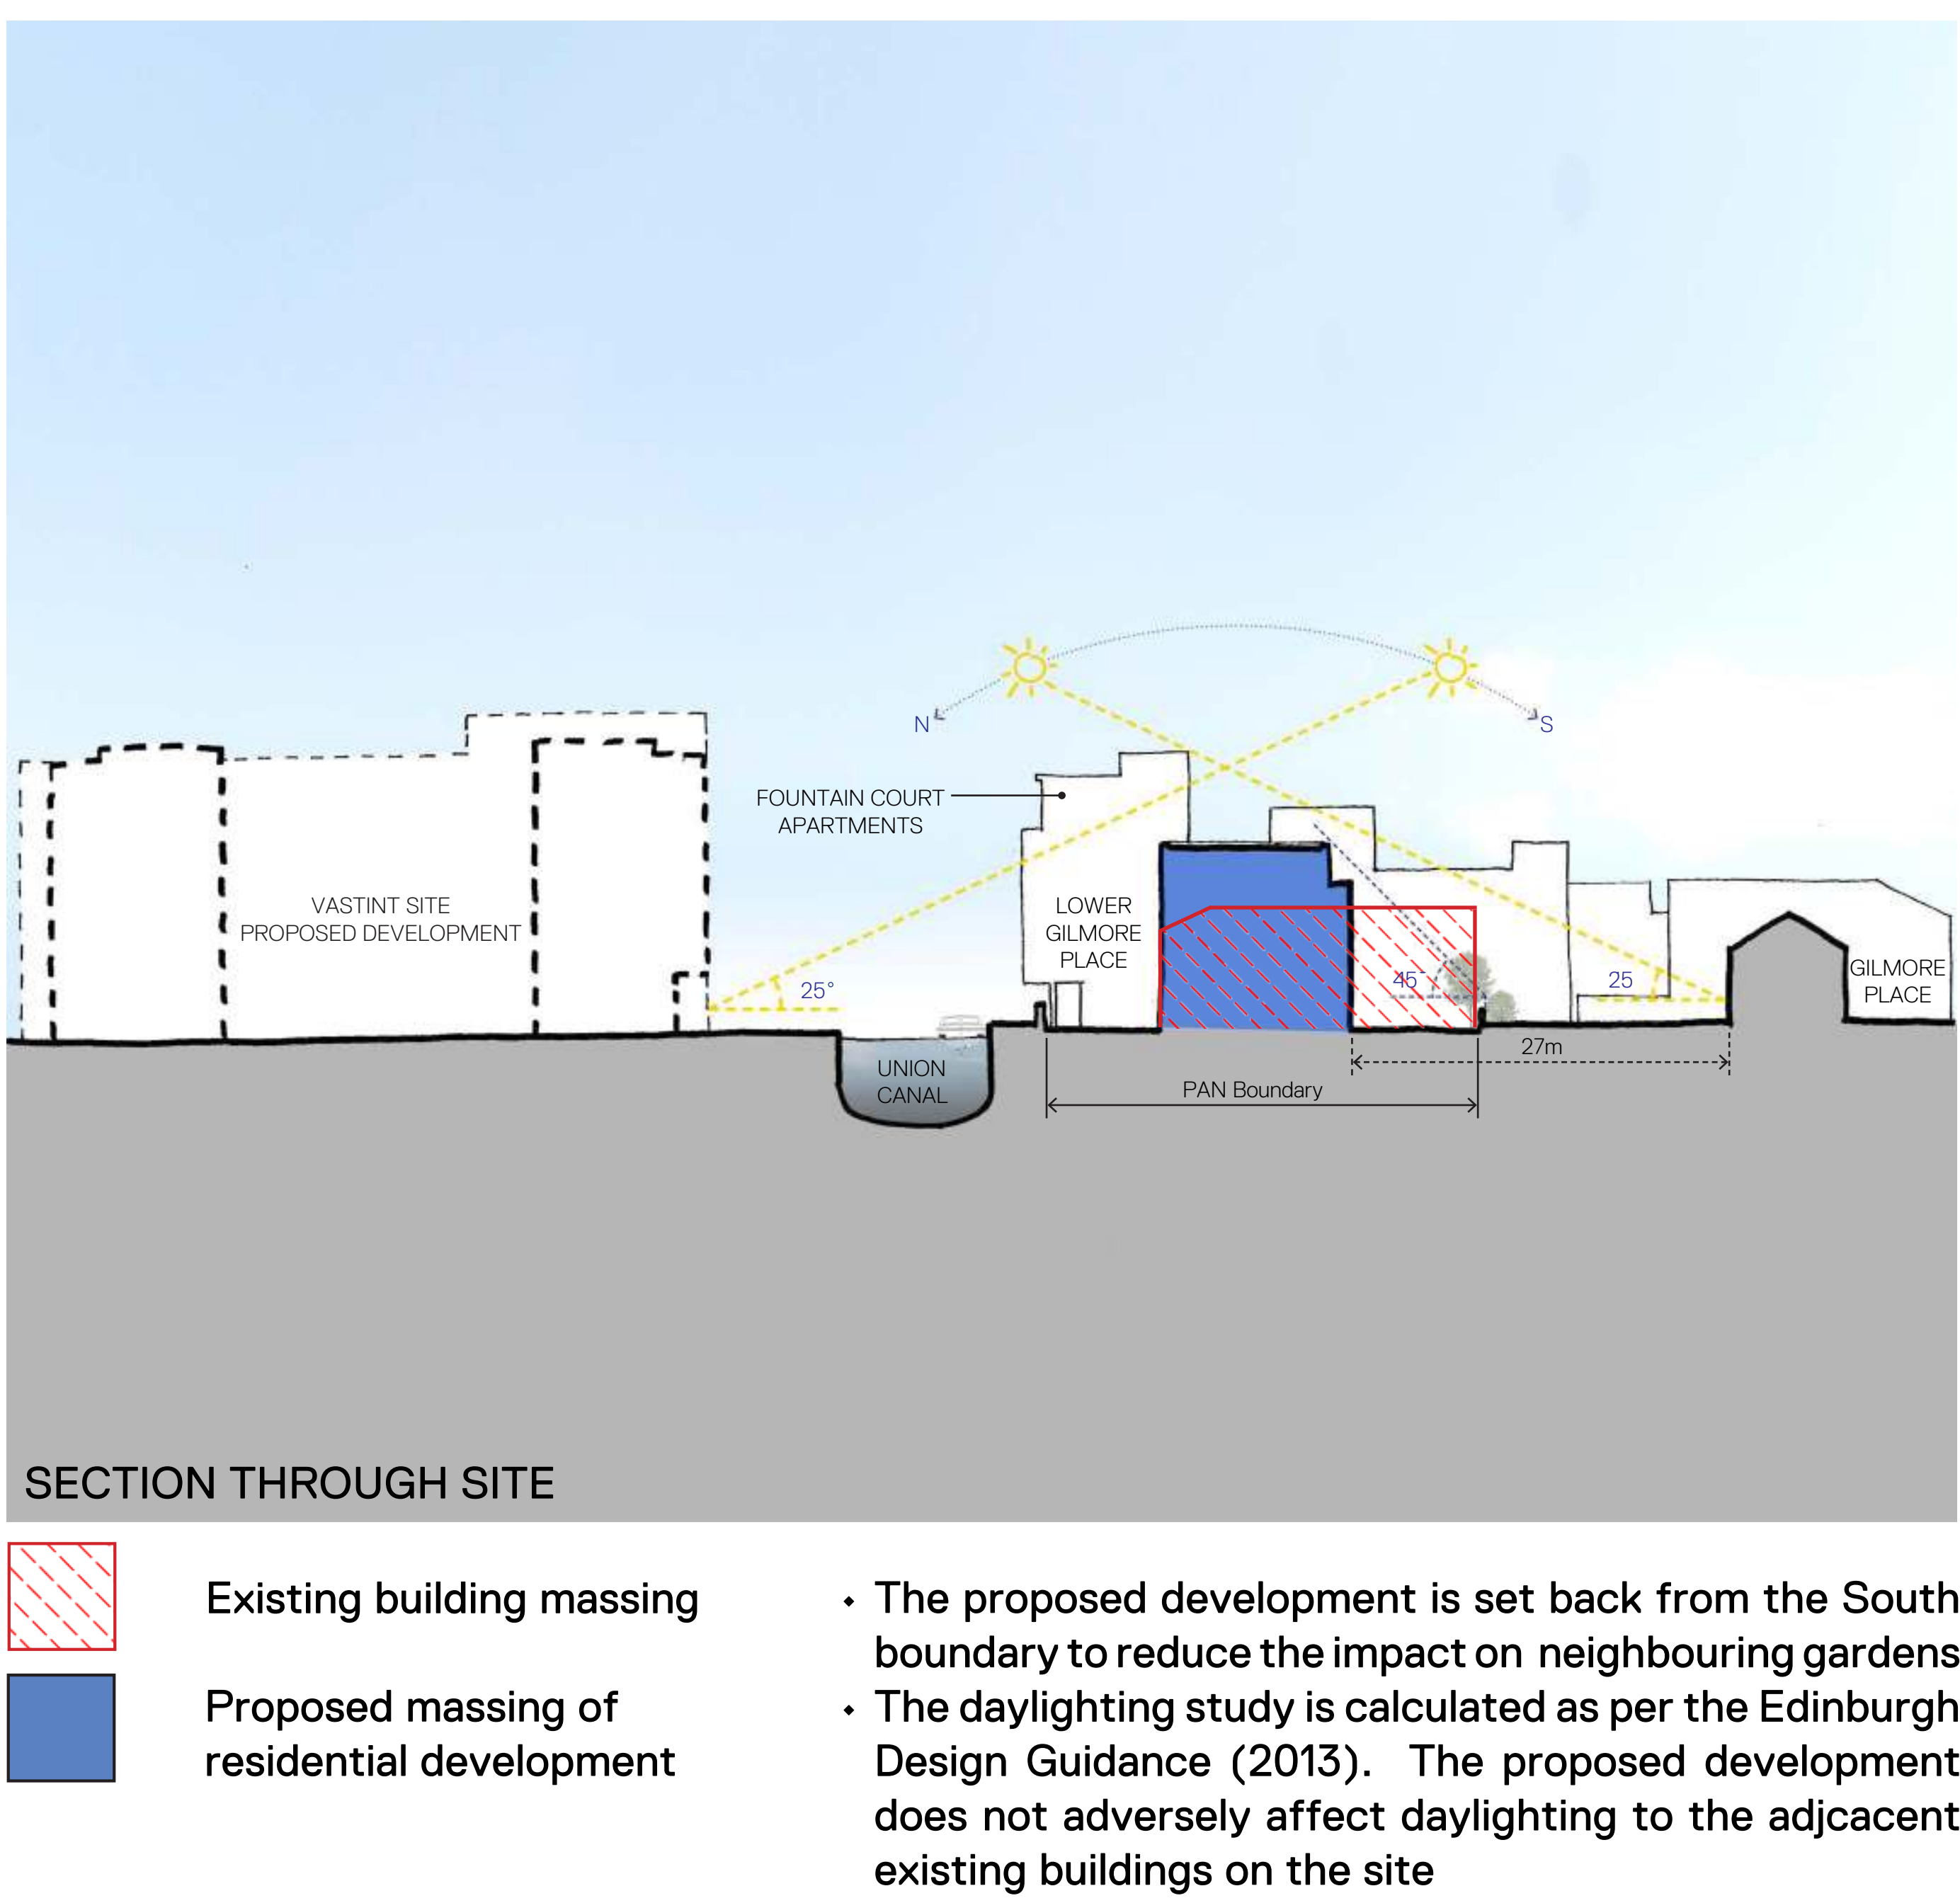 N
S
FOUNTAIN COURT
APARTMENTS
VASTINT SITE
PROPOSED DEVELOPMENT
LOWER
GILMORE
PLACE
25°
45°
25
GILMORE
PLACE
27m
UNION
CANAL
PAN Boundary
SECTION THROUGH SITE
Existing building massing
Proposed massing of
residential development
• The proposed development is set back from the South
boundary to reduce the impact on neighbouring gardens
• The daylighting study is calculated as per the Edinburgh
Design Guidance (2013). The proposed development
does not adversely affect daylighting to the adjcacent
existing buildings on the site